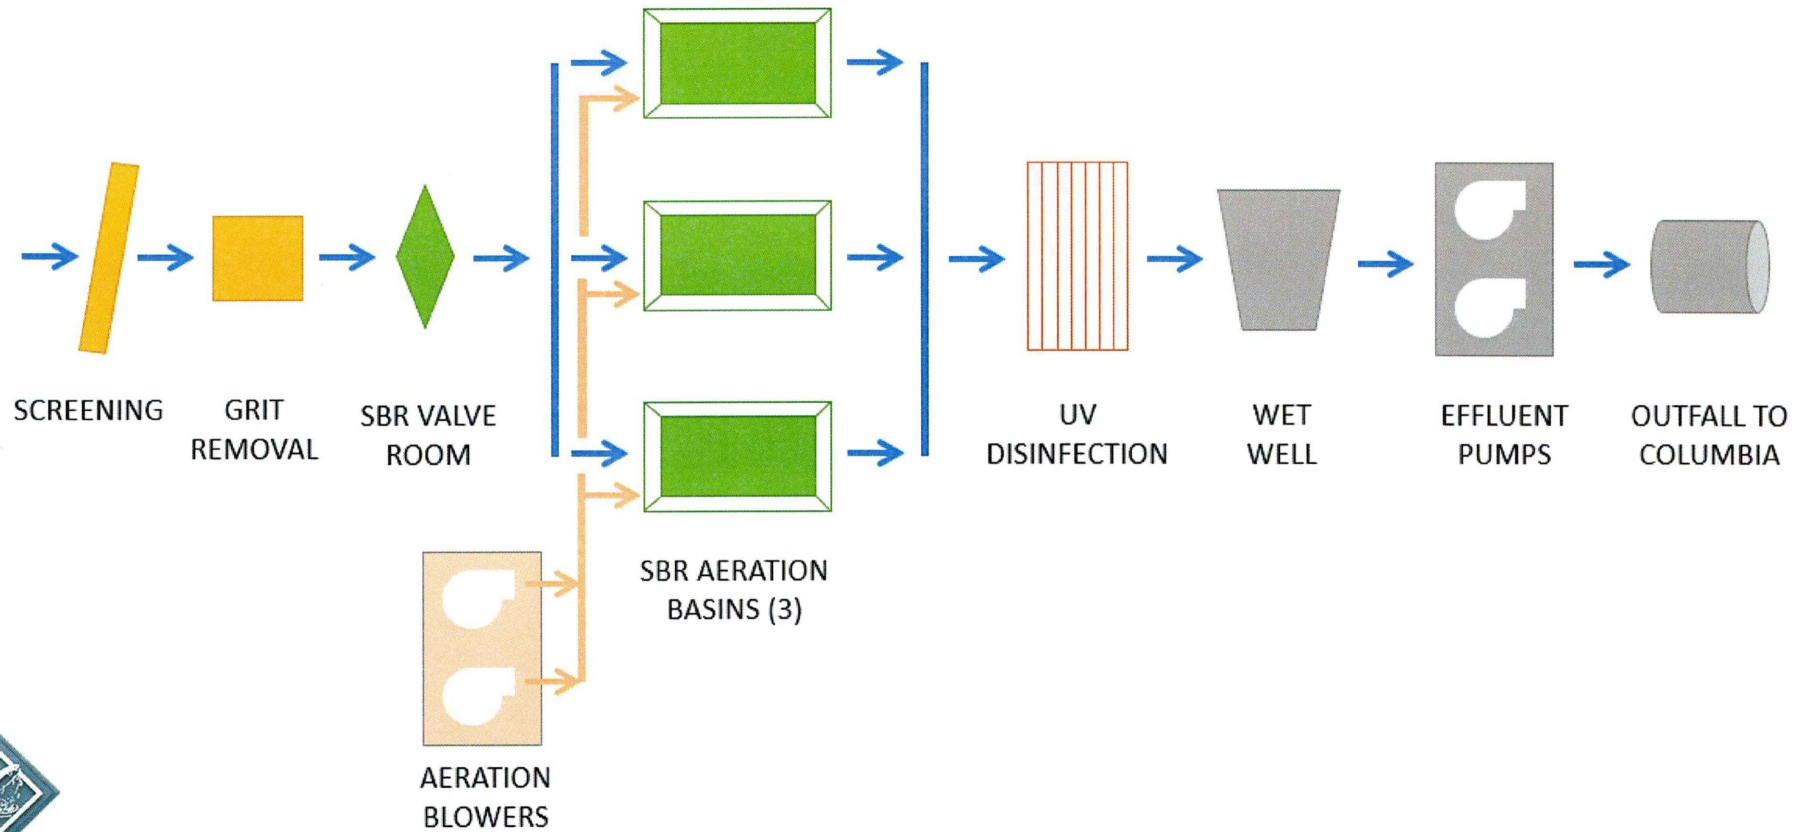 SCREENING
GRIT
REMOVAL
SBR VALVE
ROOM
SBR AERATION
BASINS (3)
AERATION
BLOWERS
UV
DISINFECTION
WET
WELL
EFFLUENT
PUMPS
OUTFALL TO
COLUMBIA